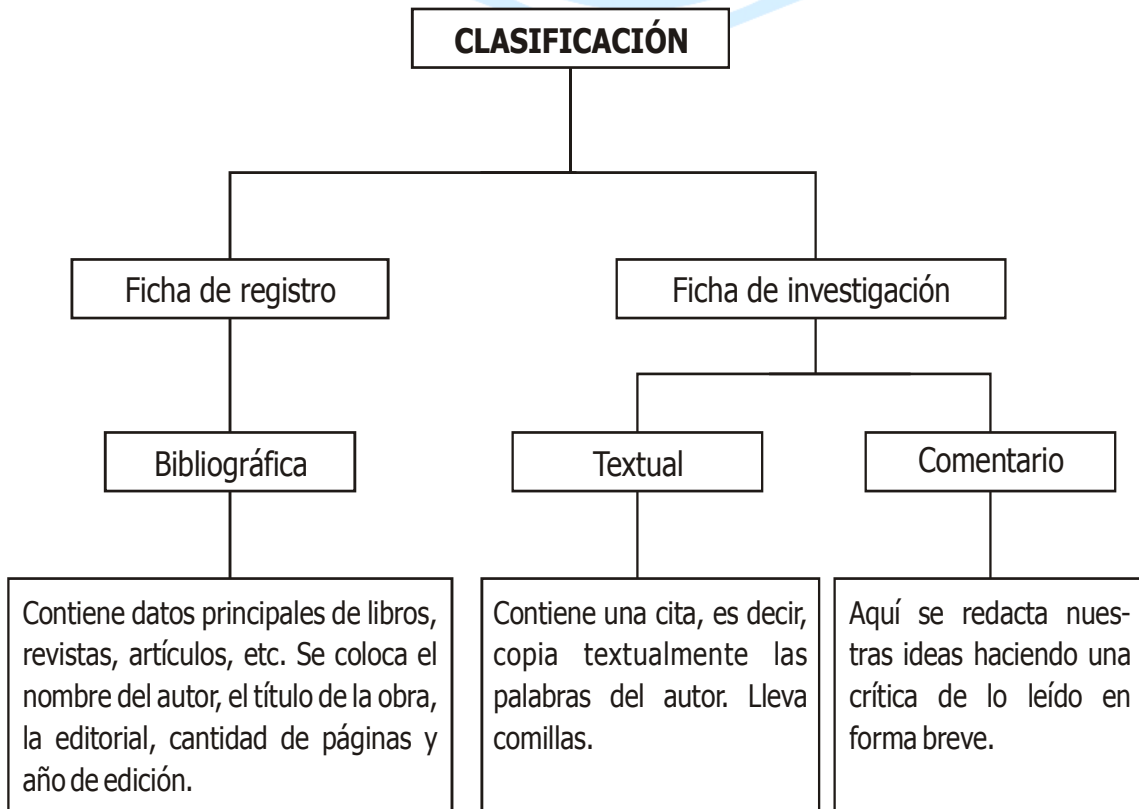 CLASIFICACIÓN
Ficha de registro
Ficha de investigación
Bibliográfica
Textual
Comentario
Contiene datos principales de libros,
revistas, artículos, etc. Se coloca el
nombre del autor, el título de la obra,
la editorial, cantidad de páginas y
año de edición.
Contiene una cita, es decir,
copia textualmente las
palabras del autor. Lleva
comillas.
Aquí se redacta nues-
tras ideas haciendo una
crítica de lo leído en
forma breve.